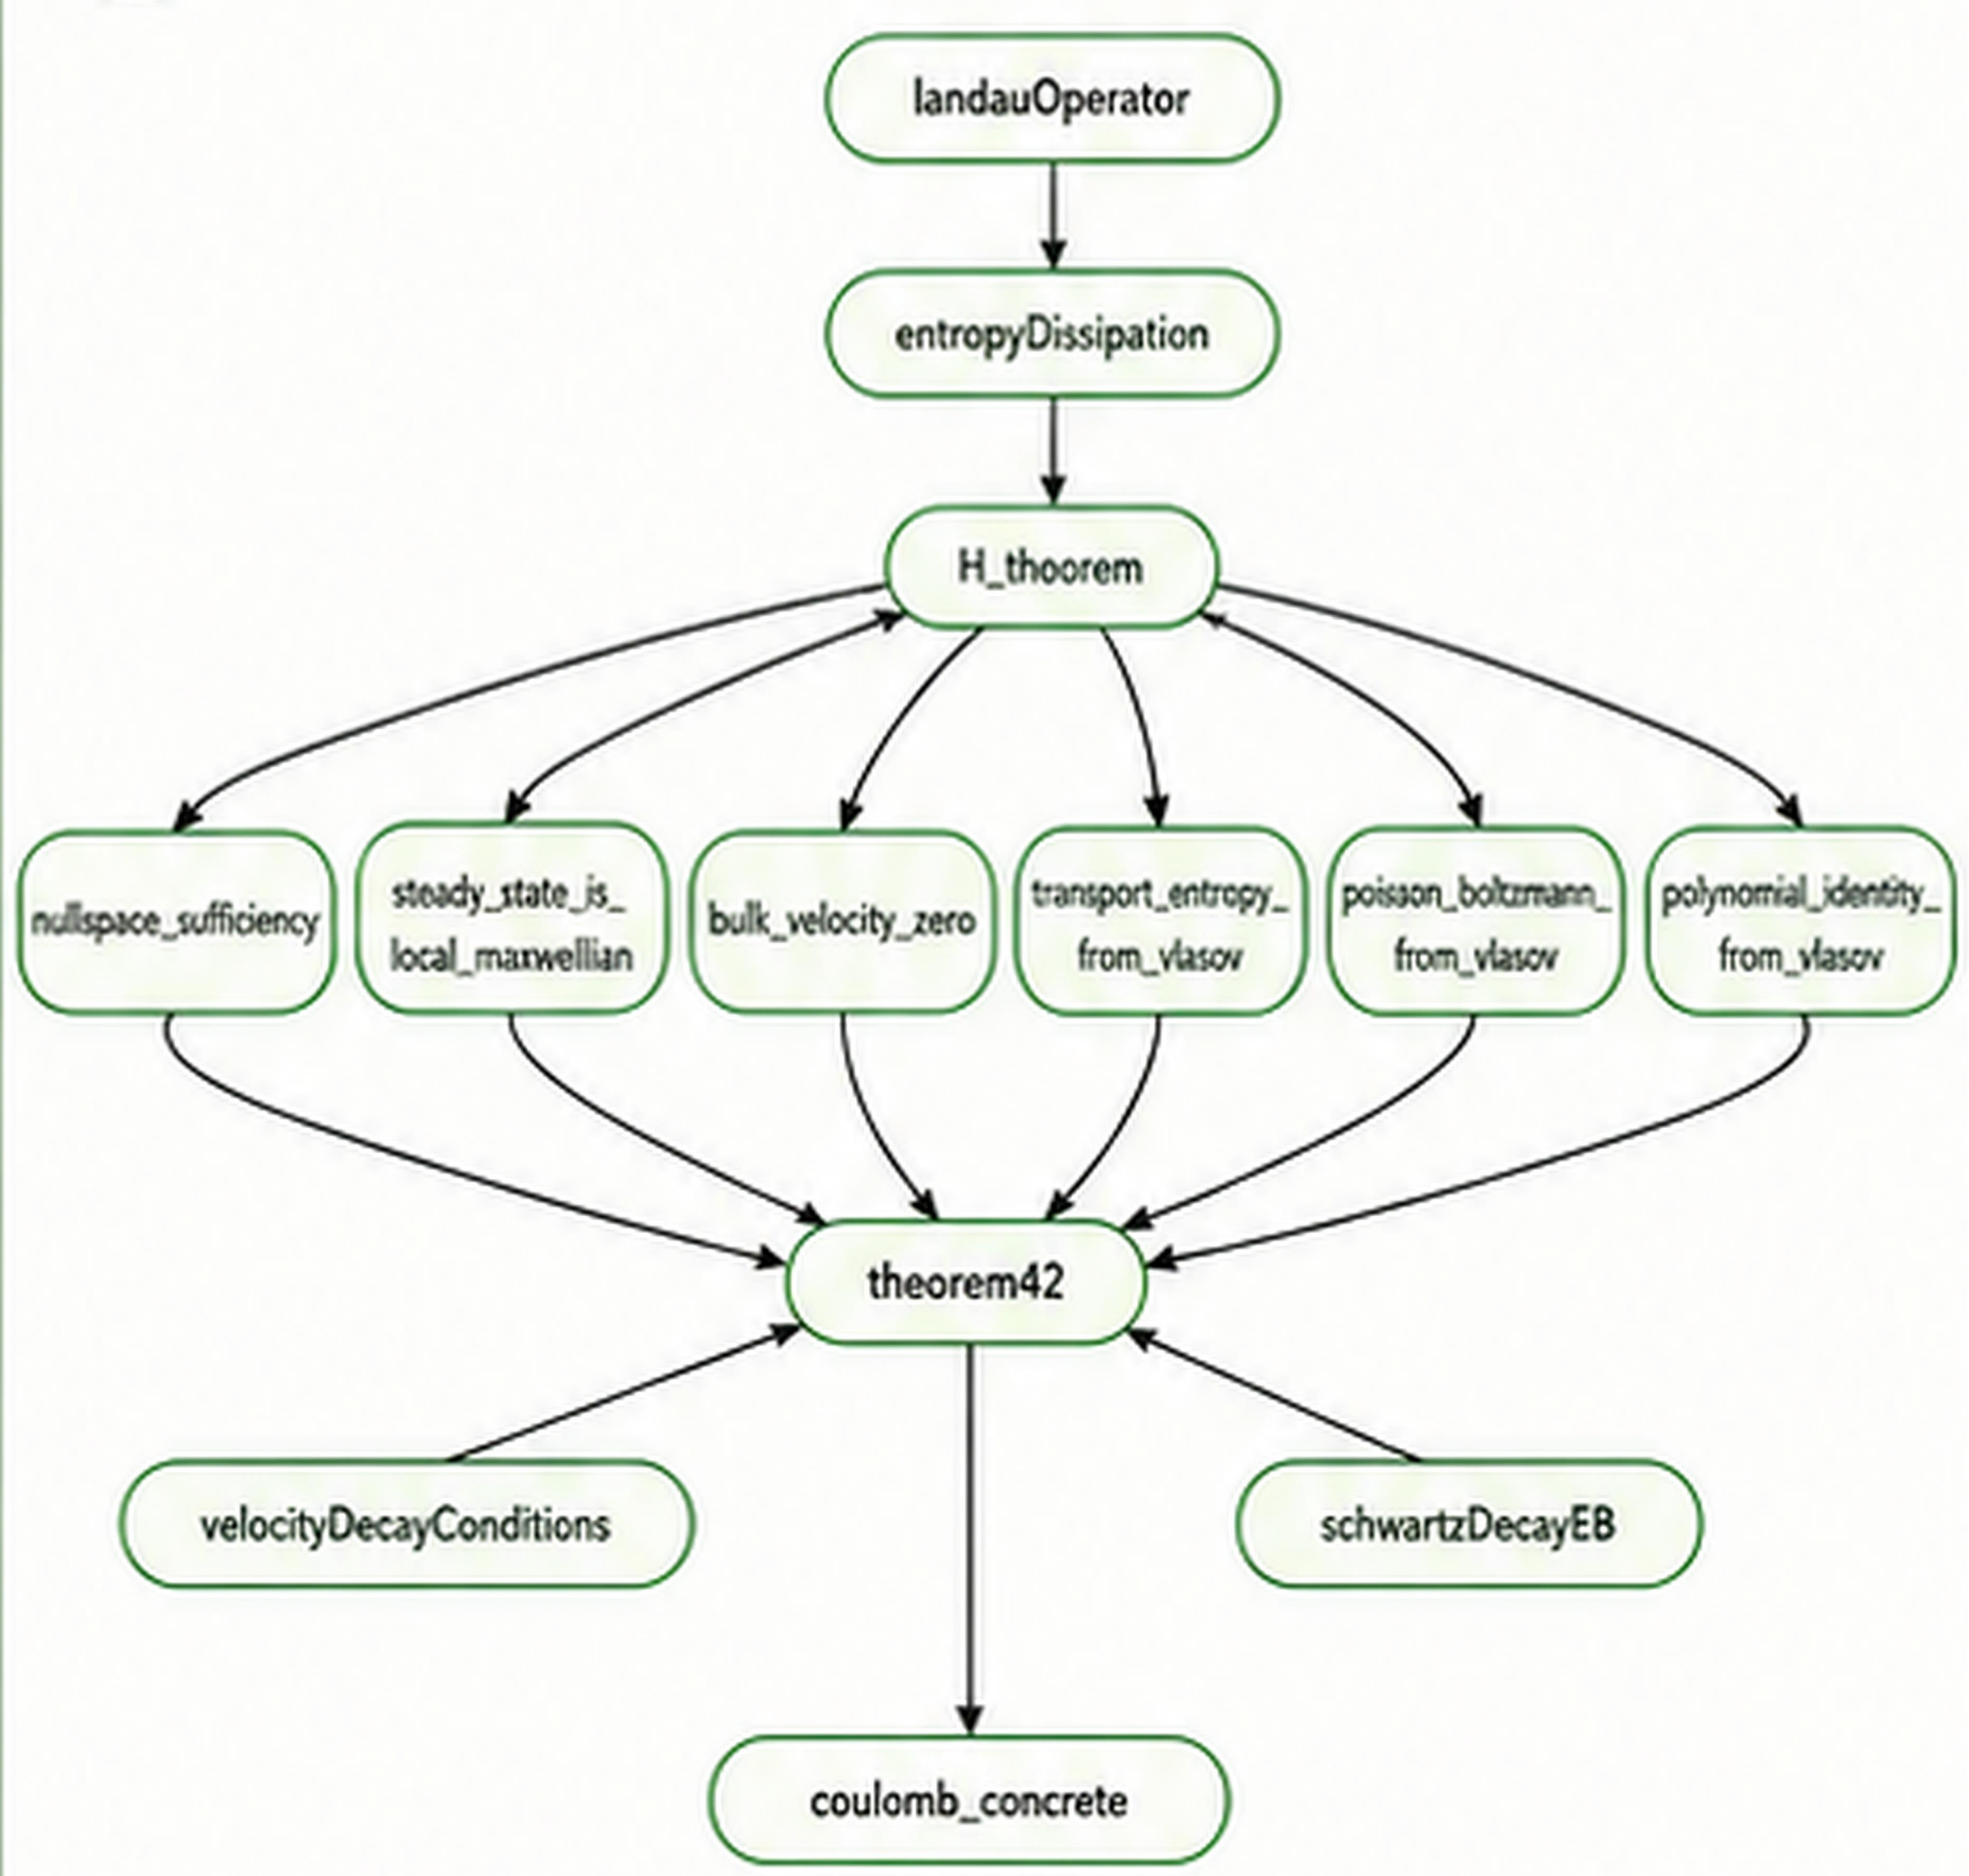 landauOperator
entropyDissipation
H_thoorem
nullspace_sufficiency
steady_state_is_
local_maxwellian
bulk_velocity_zero
transport_entropy_
from_vlasov
poisson_boltzmann_
from_vlasov
polynomial_identity_
from_vlasov
theorem42
velocityDecayConditions
schwartzDecayEB
coulomb_concrete